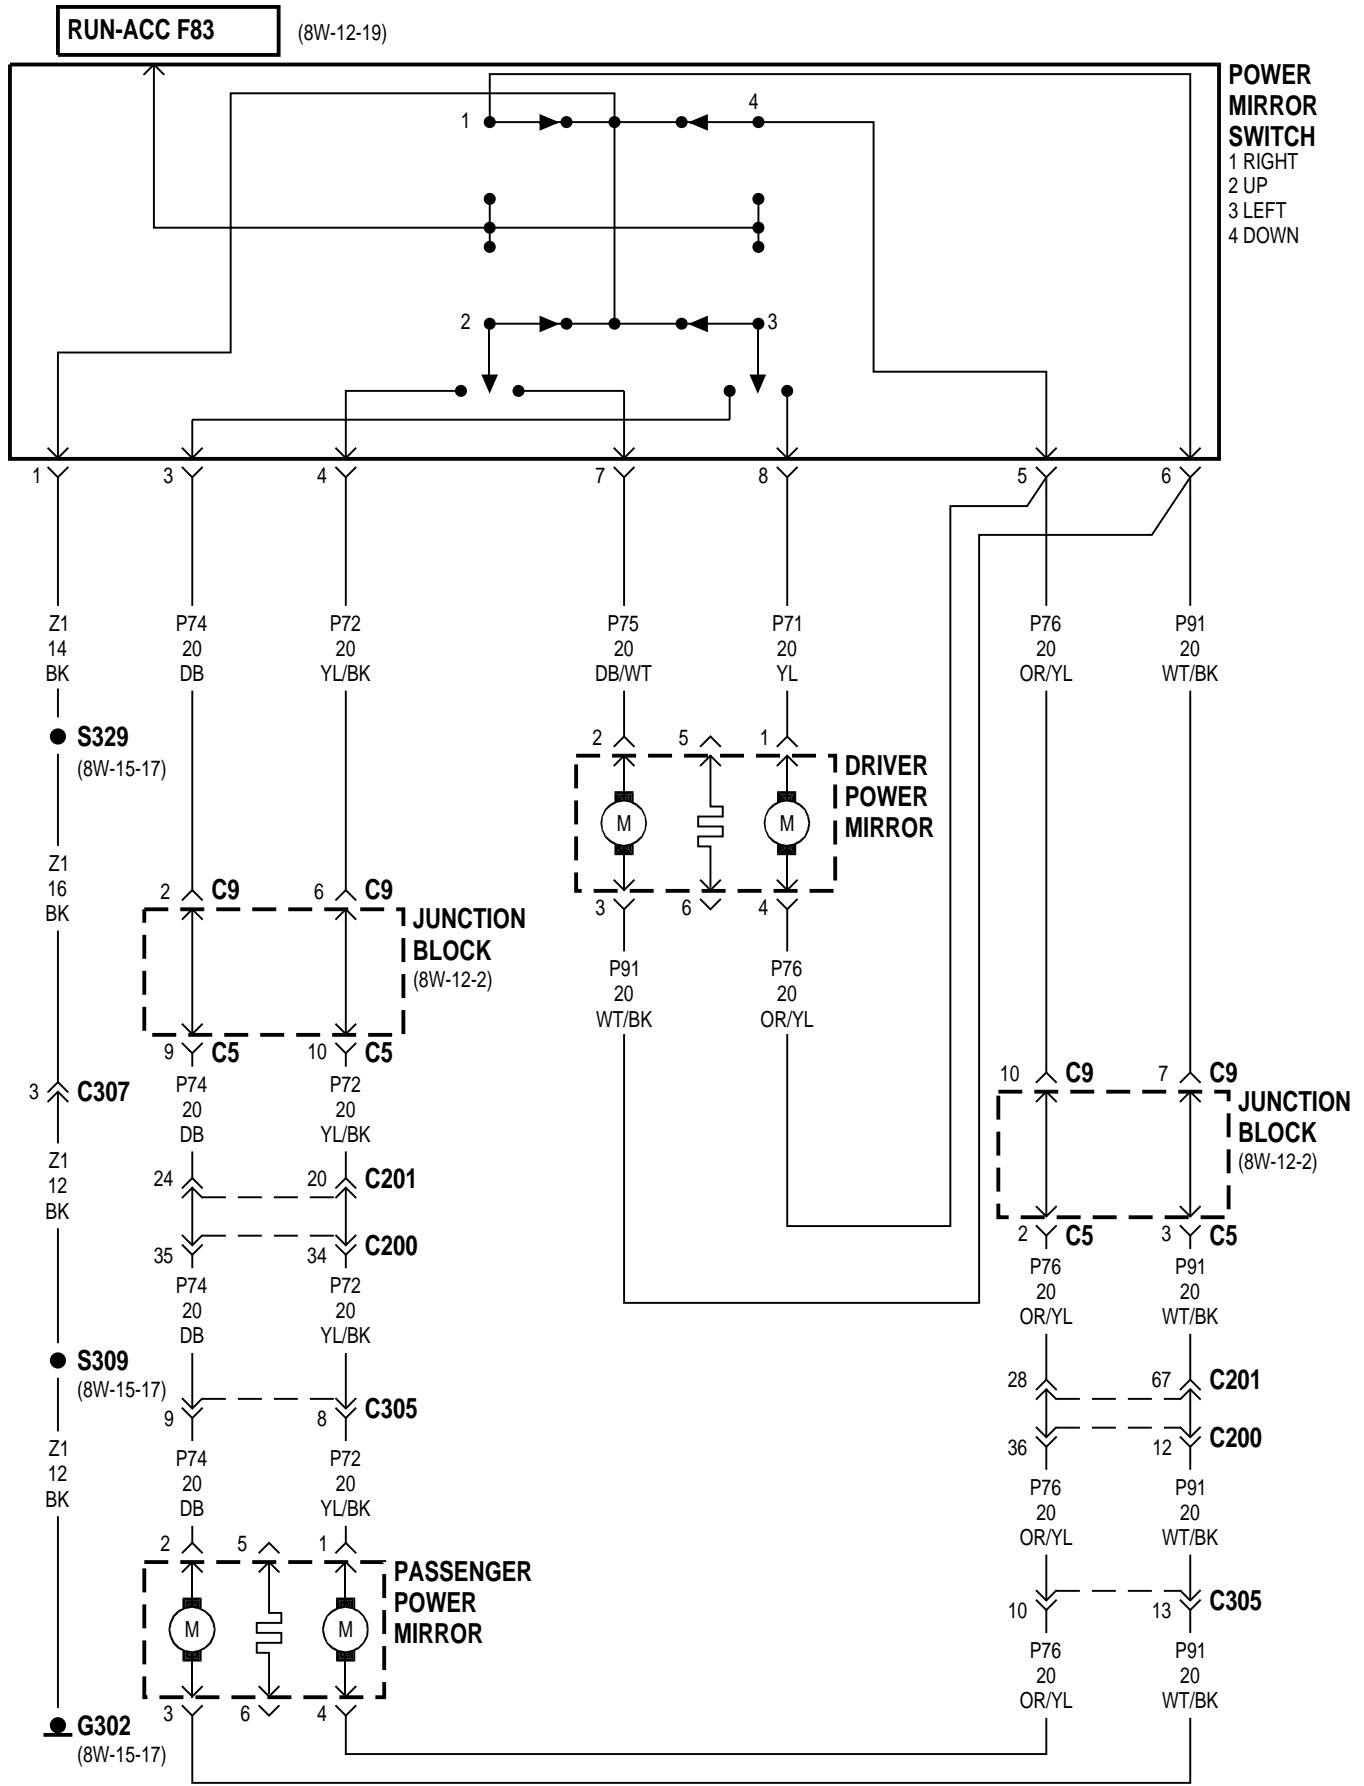 RUN-ACC F83
(8W-12-19)
POWER
MIRROR
SWITCH
1 RIGHT
2 UP
3 LEFT
4 DOWN
1
4
2
3
1
3
4
7
8
5
6
Z1
14
BK
P74
20
DB
P72
20
YL/BK
P75
20
DB/WT
P71
20
YL
P76
20
OR/YL
P91
20
WT/BK
S329
(8W-15-17)
2
5
1
DRIVER
POWER
MIRROR
M
M
3
6
4
P91
20
WT/BK
P76
20
OR/YL
Z1
16
BK
2
C9
6
C9
JUNCTION
BLOCK
(8W-12-2)
9
C5
10
C5
3
C307
P74
20
DB
P72
20
YL/BK
10
C9
7
C9
JUNCTION
BLOCK
(8W-12-2)
2
C5
3
C5
Z1
12
BK
24
20
C201
35
34
C200
P74
20
DB
P72
20
YL/BK
P76
20
OR/YL
P91
20
WT/BK
S309
(8W-15-17)
9
8
C305
28
67
C201
36
12
C200
Z1
12
BK
P74
20
DB
P72
20
YL/BK
P76
20
OR/YL
P91
20
WT/BK
2
5
1
PASSENGER
POWER
MIRROR
M
M
3
6
4
10
13
C305
P76
20
OR/YL
P91
20
WT/BK
G302
(8W-15-17)